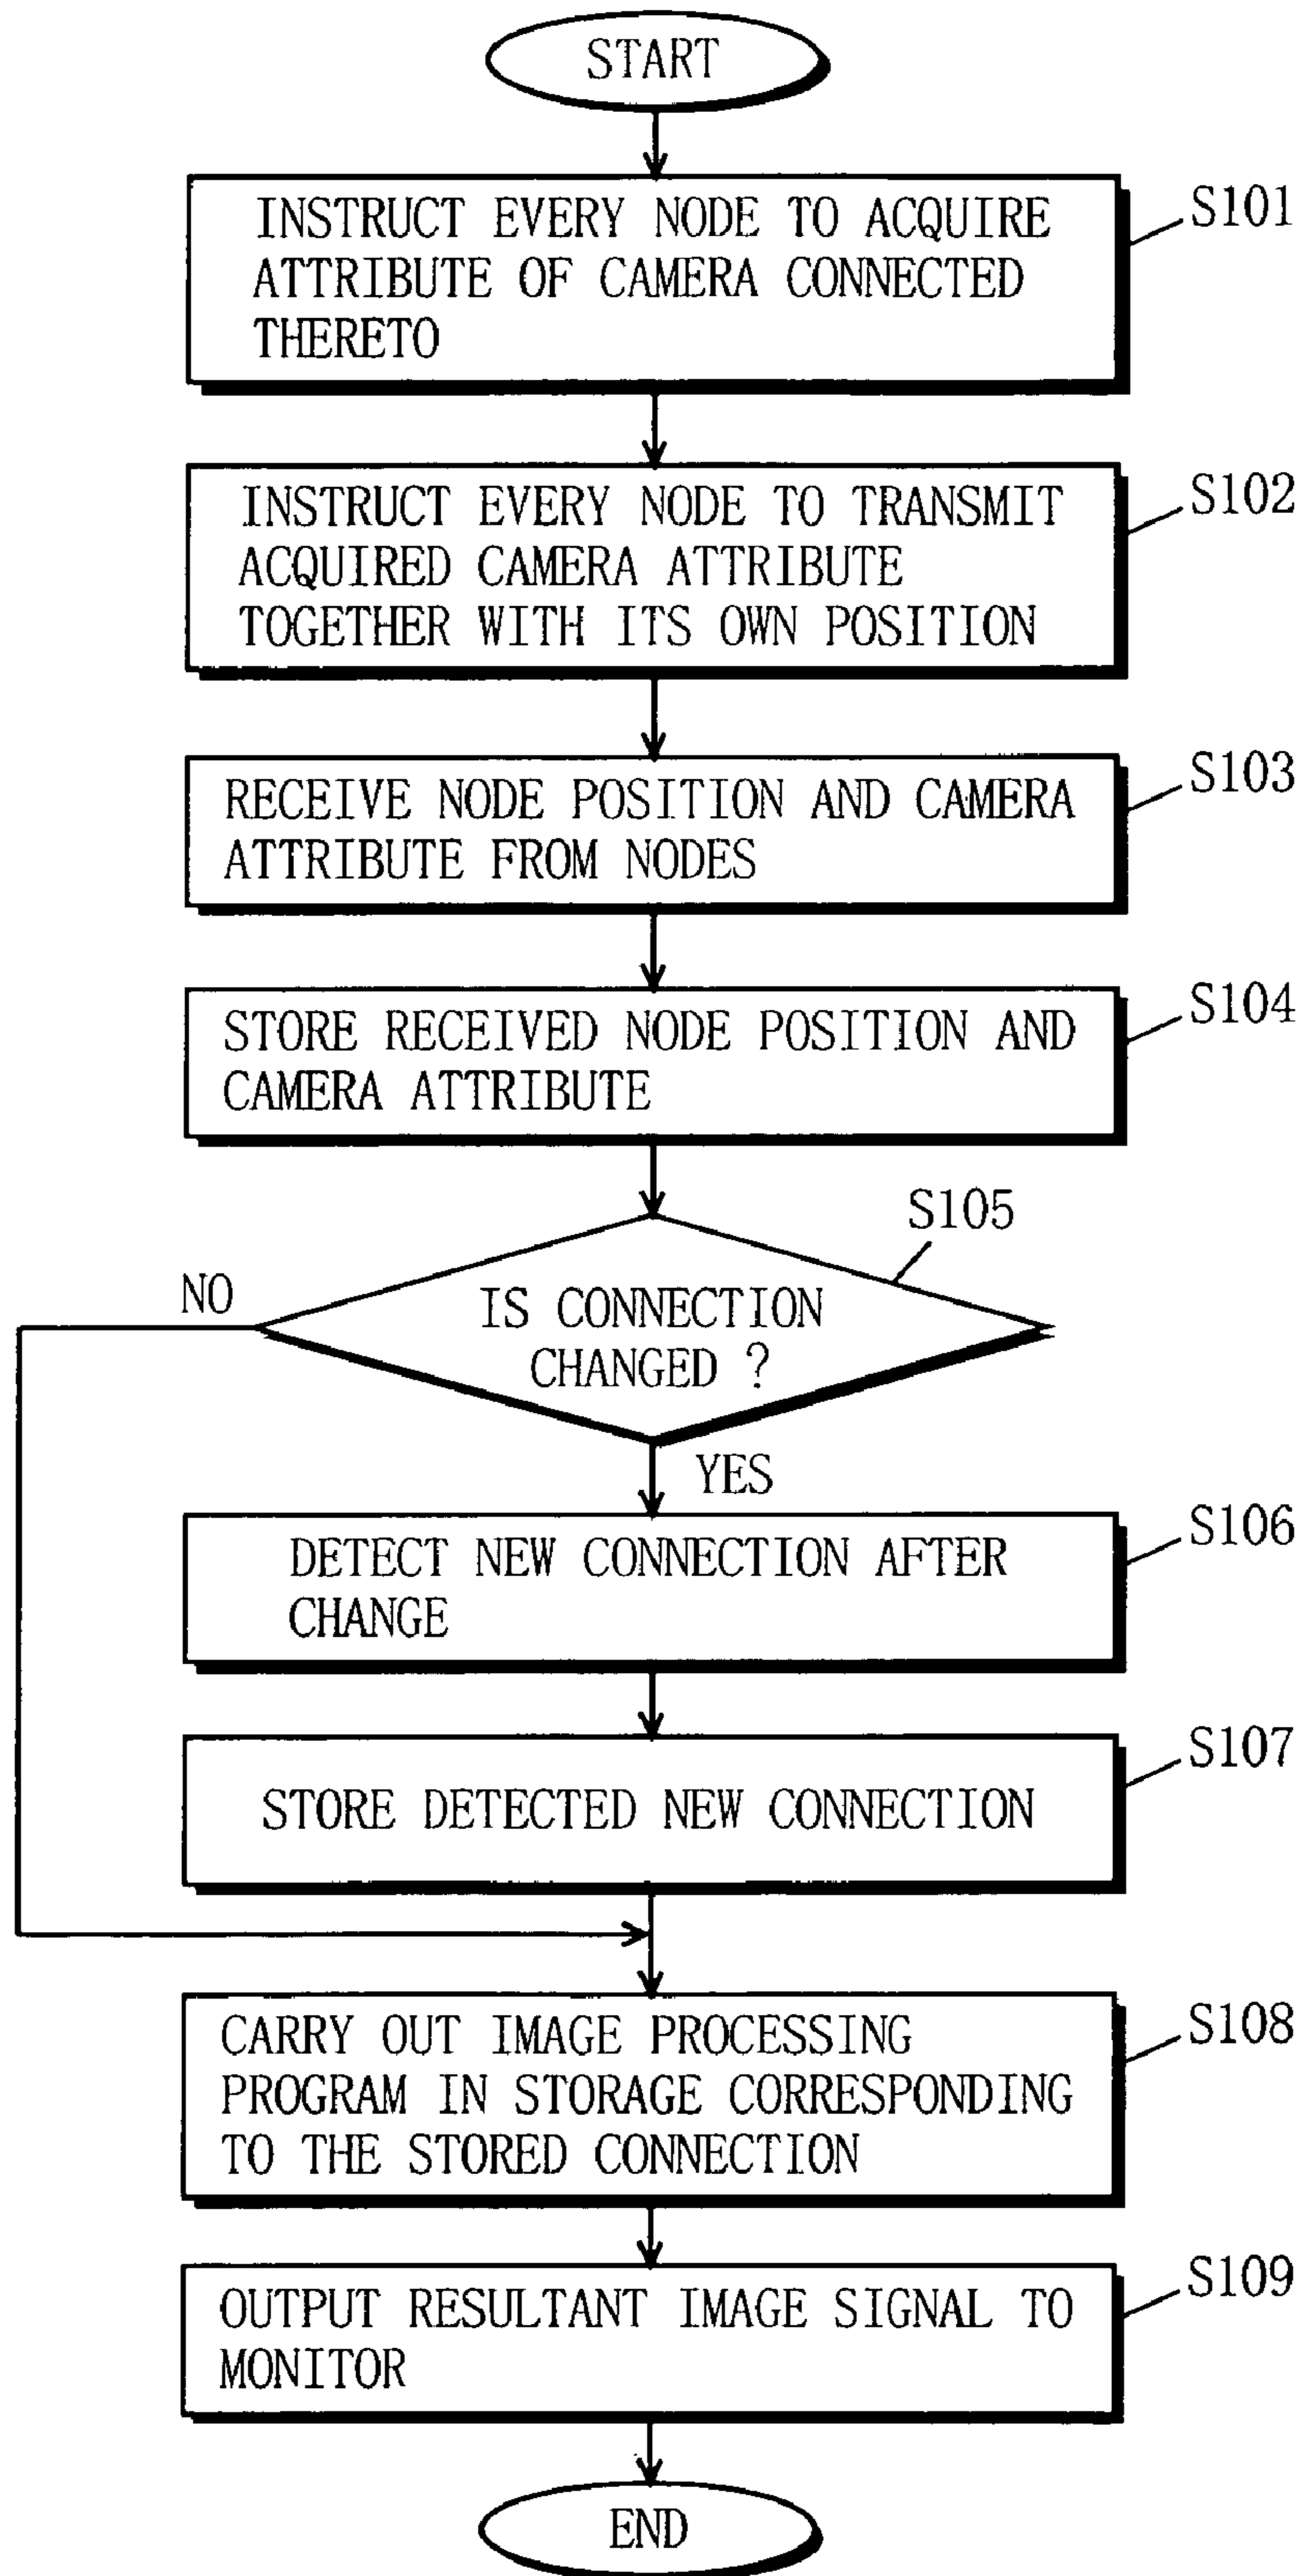 START
INSTRUCT EVERY NODE TO ACQUIRE
ATTRIBUTE OF CAMERA CONNECTED
THERETO
S101
INSTRUCT EVERY NODE TO TRANSMIT
ACQUIRED CAMERA ATTRIBUTE
TOGETHER WITH ITS OWN POSITION
S102
RECEIVE NODE POSITION AND CAMERA
ATTRIBUTE FROM NODES
S103
STORE RECEIVED NODE POSITION AND
CAMERA ATTRIBUTE
S104
S105
NO
IS CONNECTION
CHANGED ?
YES
DETECT NEW CONNECTION AFTER
CHANGE
S106
STORE DETECTED NEW CONNECTION
S107
CARRY OUT IMAGE PROCESSING
PROGRAM IN STORAGE CORRESPONDING
TO THE STORED CONNECTION
S108
OUTPUT RESULTANT IMAGE SIGNAL TO
MONITOR
S109
END